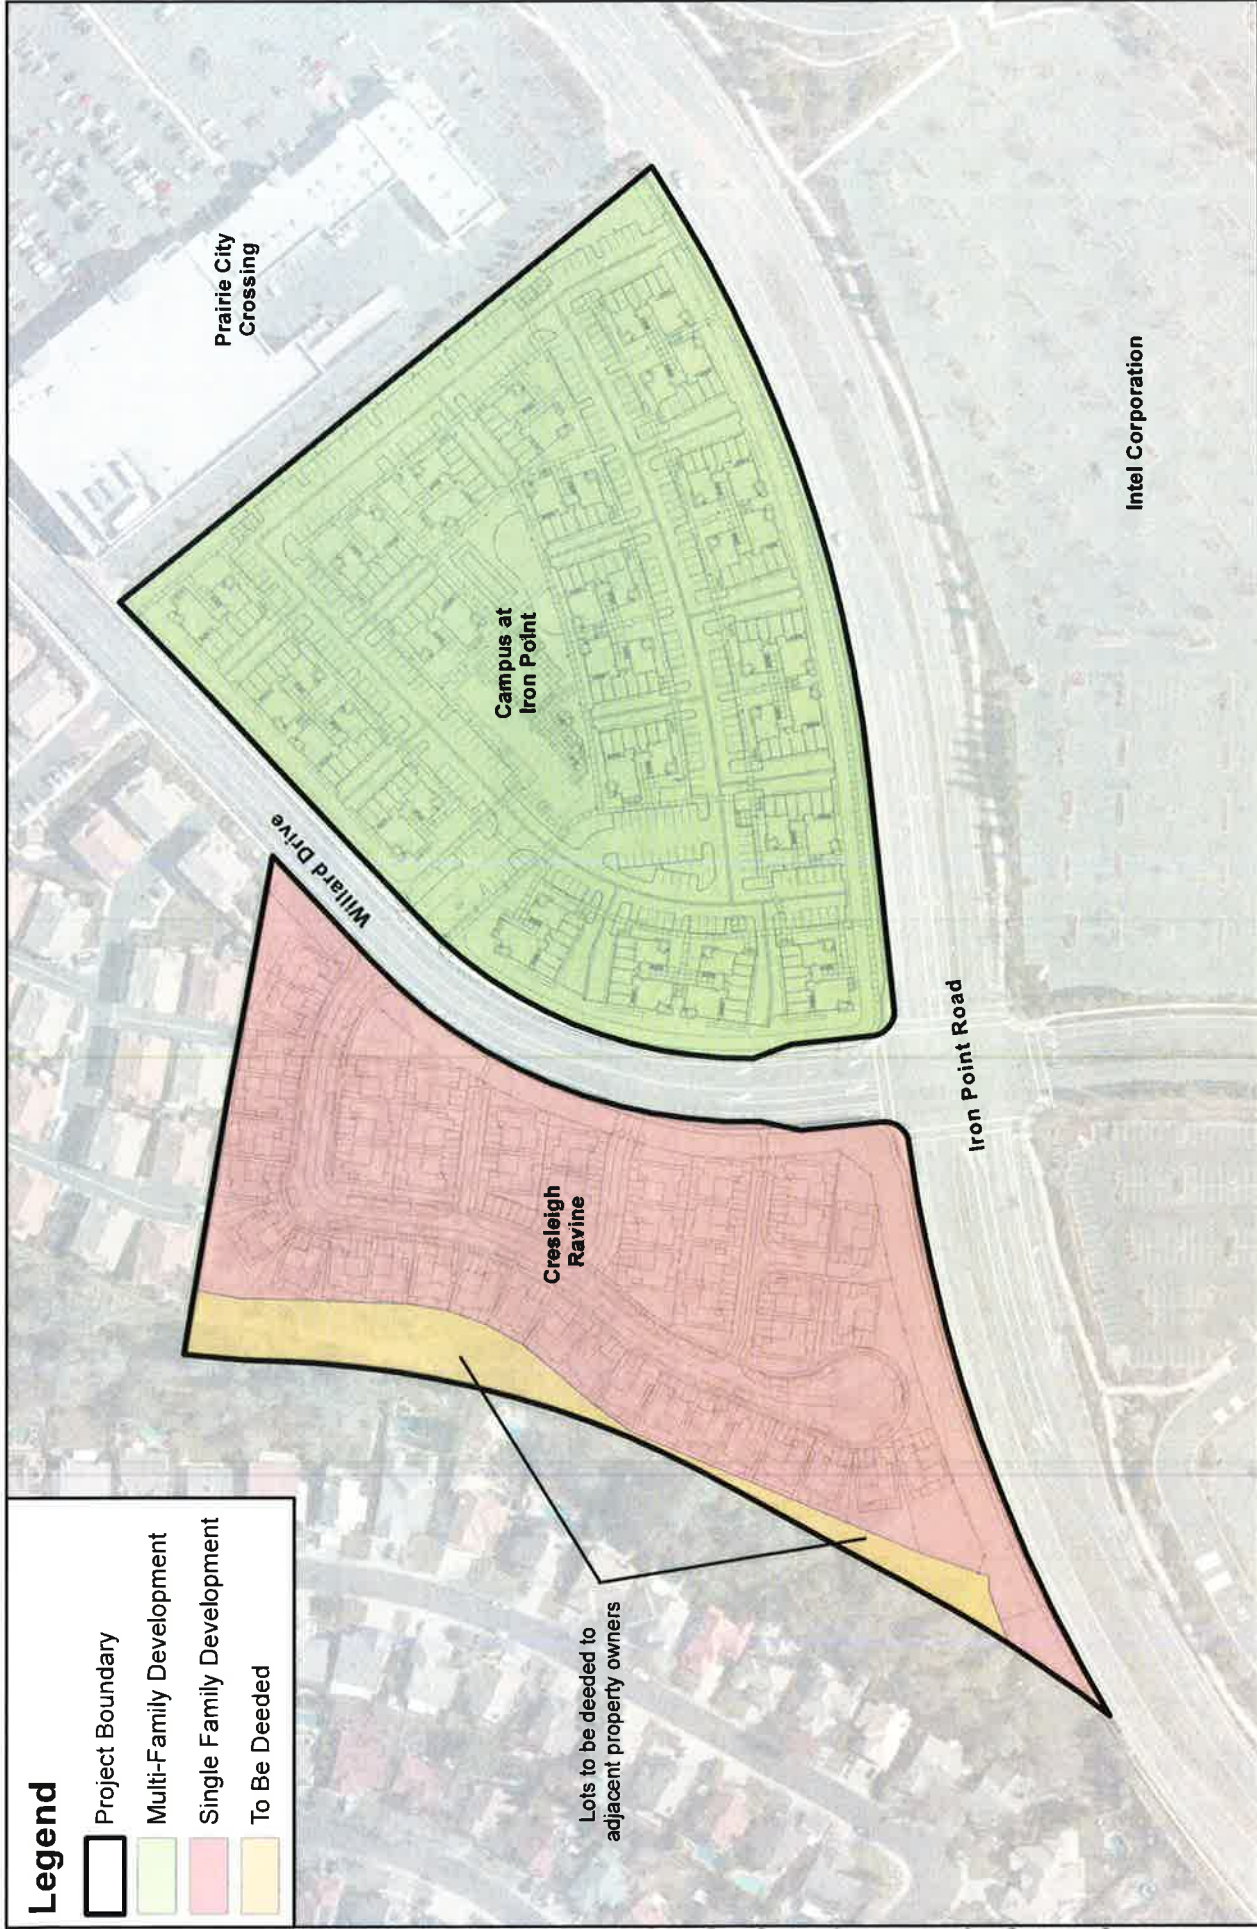 Legend
Project Boundary
Multi-Family Development
Single Family Development
To Be Deeded
Lots to be deeded to
adjacent property owners
Cresleigh
Ravine
Willard Drive
Campus at
Iron Point
Prairie City
Crossing
Iron Point Road
Intel Corporation